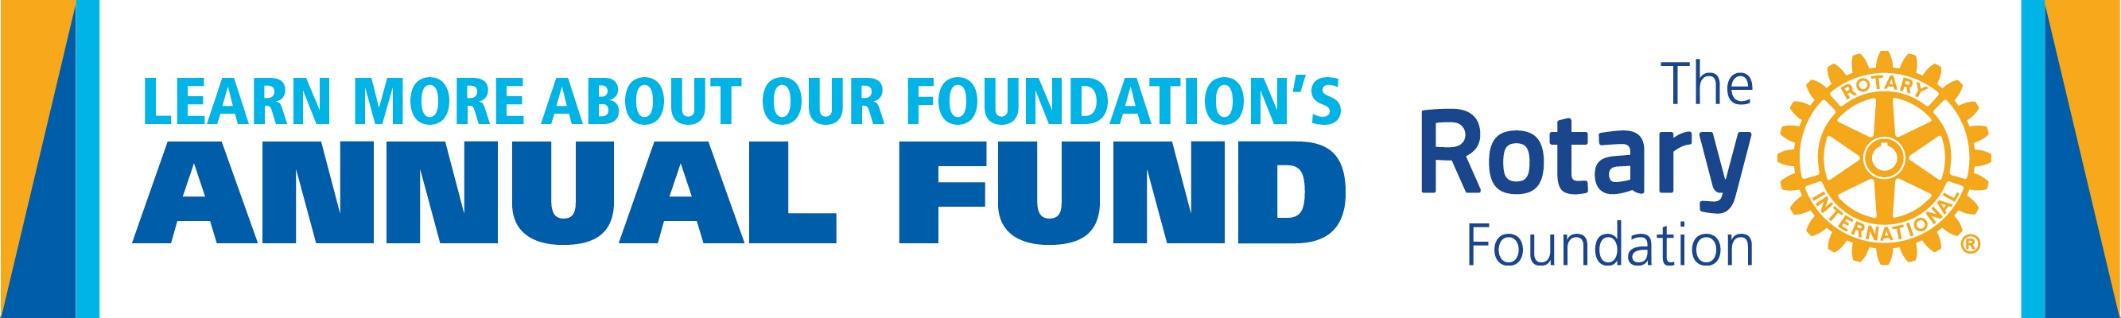 LEARN MORE ABOUT OUR FOUNDATION'S
ANNUAL FUND
The
Rotary
Foundation
ROTARY
INTERNATIONAL
®